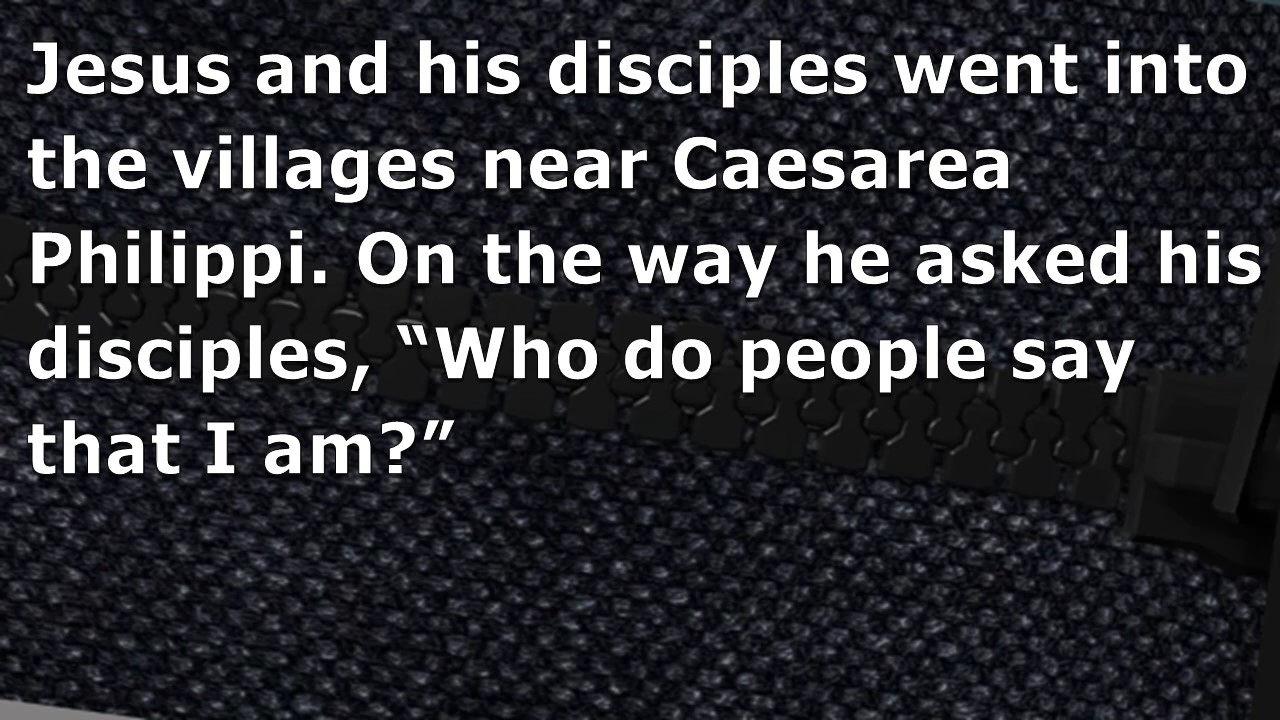 Jesus and his disciples went into
the villages near Caesarea
Philippi. On the way he asked his
disciples, “Who do people say
that I am?”